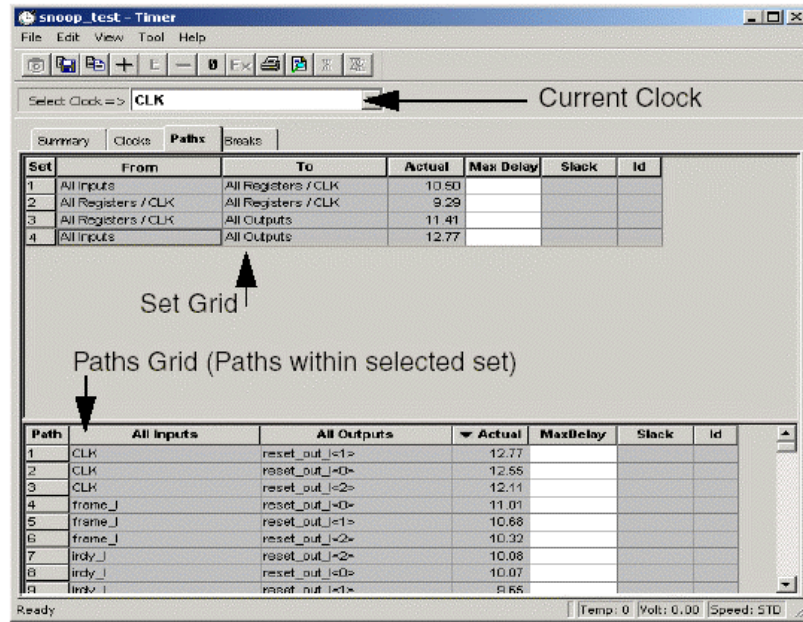 snoop_test - Timer
File Edit View Tool Help
Select Clock => CLK
Current Clock
Summary Clocks Paths Breaks
Set From To Actual Max Delay Slack Id
1 All Inputs All Registers / CLK 10.50
2 All Registers / CLK All Registers / CLK 9.29
3 All Registers / CLK All Outputs 11.41
4 All Inputs All Outputs 12.77
Set Grid
Paths Grid (Paths within selected set)
Path All Inputs All Outputs Actual MaxDelay Slack Id
1 CLK reset_out_l<1> 12.77
2 CLK reset_out_l<0> 12.55
3 CLK reset_out_l<2> 12.11
4 frame_l reset_out_l<0> 11.01
5 frame_l reset_out_l<1> 10.68
6 frame_l reset_out_l<2> 10.32
7 irdy_l reset_out_l<2> 10.08
8 irdy_l reset_out_l<0> 10.07
9 irdy_l reset_out_l<1> 9.65
Ready Temp: 0 Volt: 0.00 Speed: STD